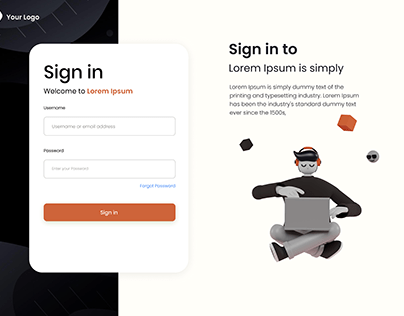 Your Logo
Sign in
Welcome to Lorem Ipsum
Username
Username or email address
Password
Enter your Password
Forgot Password
Sign in
Sign in to
Lorem Ipsum is simply
Lorem Ipsum is simply dummy text of the
printing and typesetting industry. Lorem Ipsum
has been the industry's standard dummy text
ever since the 1500s,